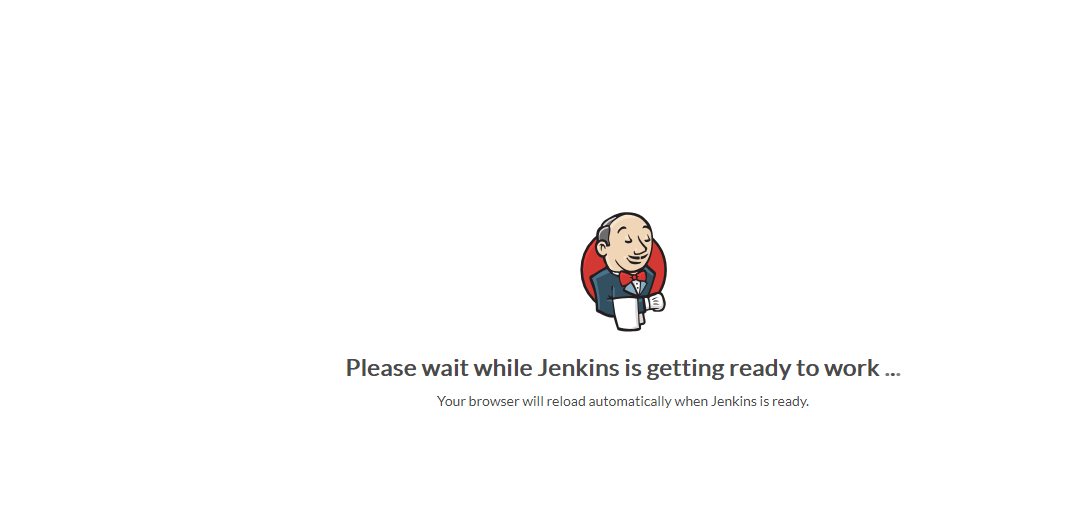 Please wait while Jenkins is getting ready to work ...
Your browser will reload automatically when Jenkins is ready.